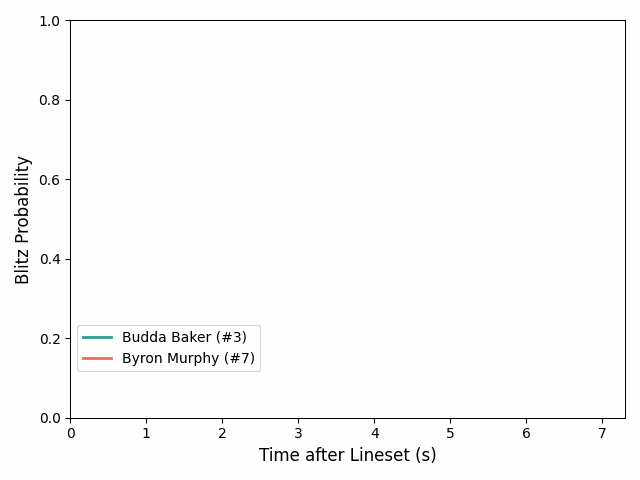 1.0
0.8
0.6
0.4
0.2
0.0
Blitz Probability
Budda Baker (#3)
Byron Murphy (#7)
0 1 2 3 4 5 6 7
Time after Lineset (s)